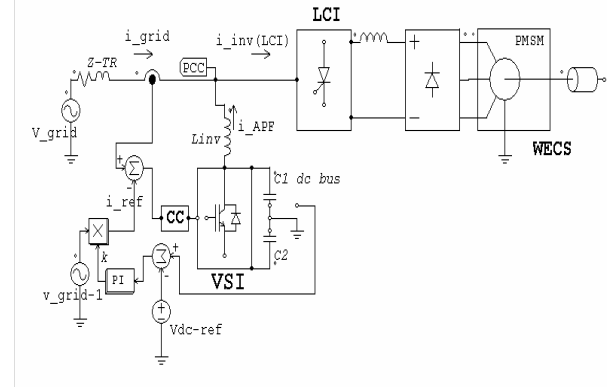 LCI
i_grid
i_inv(LCI)
Z-TR
PCC
+
−
PMSM
V_grid
Linv
i_APF
WECS
+
Σ
-
i_ref
CC
C1 dc bus
C2
X
k
PI
Σ
+
-
VSI
v_grid-1
+
−
Vdc-ref